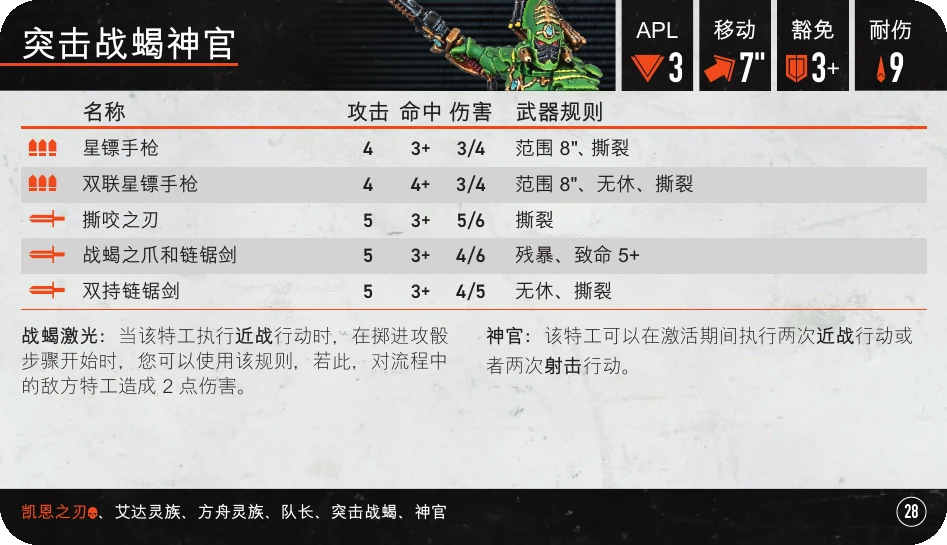 突击战蝎神官
APL 移动 豁免 耐伤
3 7" 3+ 9
名称 攻击 命中 伤害 武器规则
星镖手枪 4 3+ 3/4 范围 8"、撕裂
双联星镖手枪 4 4+ 3/4 范围 8"、无休、撕裂
撕咬之刃 5 3+ 5/6 撕裂
战蝎之爪和链锯剑 5 3+ 4/6 残暴、致命 5+
双持链锯剑 5 3+ 4/5 无休、撕裂
战蝎激光：当该特工执行近战行动时，在掷进攻骰
步骤开始时，您可以使用该规则，若此，对流程中
的敌方特工造成 2 点伤害。
神官：该特工可以在激活期间执行两次近战行动或
者两次射击行动。
凯恩之刃、艾达灵族、方舟灵族、队长、突击战蝎、神官
28